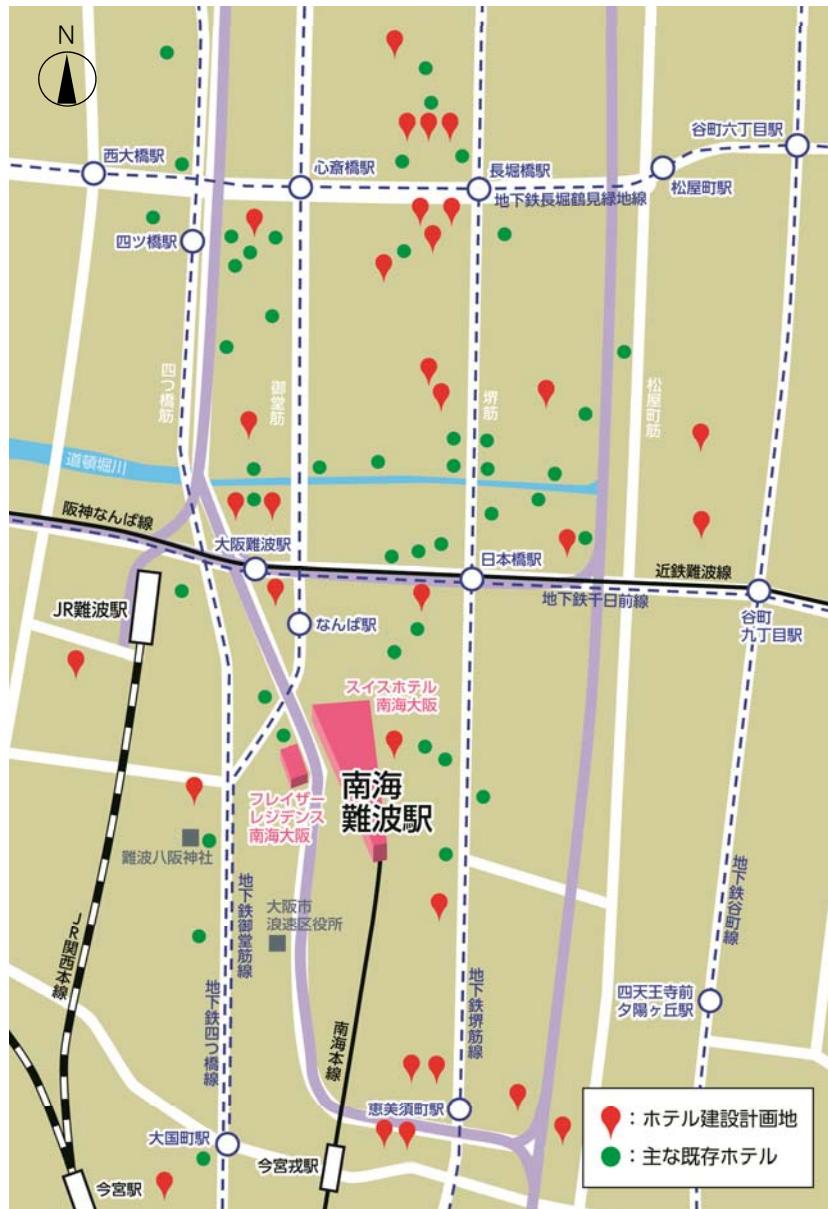 N
西大橋駅
心斎橋駅
長堀橋駅
谷町六丁目駅
松屋町駅
地下鉄長堀鶴見緑地線
四ツ橋駅
四つ橋筋
御堂筋
堺筋
松屋町筋
道頓堀川
阪神なんば線
大阪難波駅
日本橋駅
近鉄難波線
地下鉄千日前線
谷町
九丁目駅
JR難波駅
なんば駅
スイスホテル
南海大阪
南海
難波駅
フレイザー
レジデンス
南海大阪
難波八阪神社
大阪市
浪速区役所
JR関西本線
地下鉄御堂筋線
地下鉄四つ橋線
南海本線
地下鉄堺筋線
地下鉄谷町線
四天王寺前
夕陽ヶ丘駅
恵美須町駅
大国町駅
今宮戎駅
今宮駅
：ホテル建設計画地
：主な既存ホテル